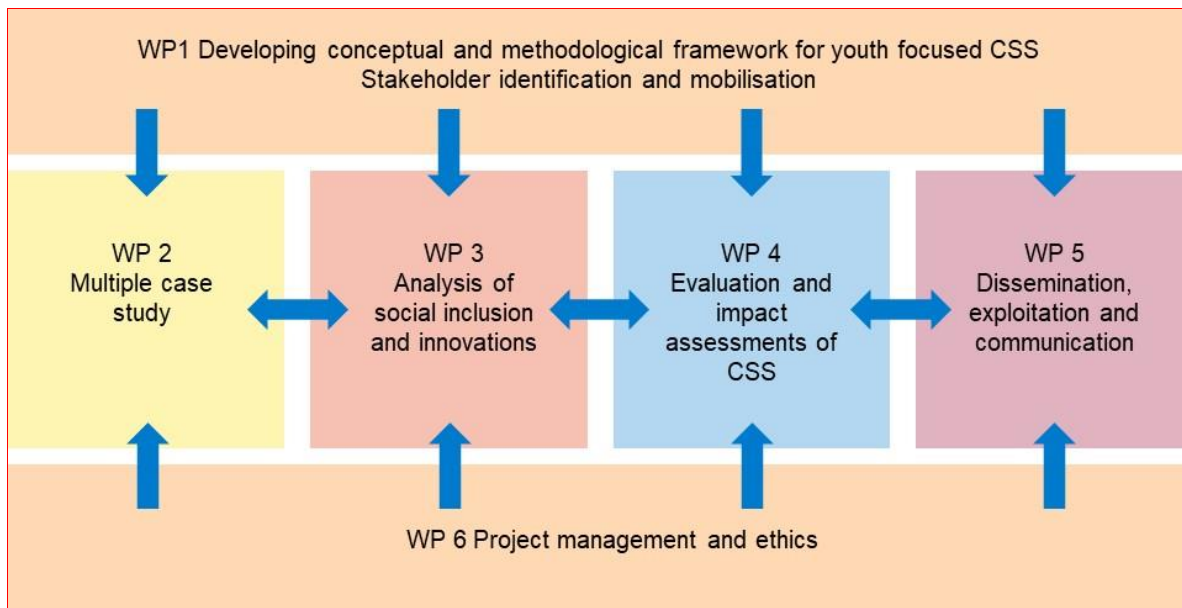 WP1 Developing conceptual and methodological framework for youth focused CSS
Stakeholder identification and mobilisation
WP 2
Multiple case
study
WP 3
Analysis of
social inclusion
and innovations
WP 4
Evaluation and
impact
assessments of
CSS
WP 5
Dissemination,
exploitation and
communication
WP 6 Project management and ethics